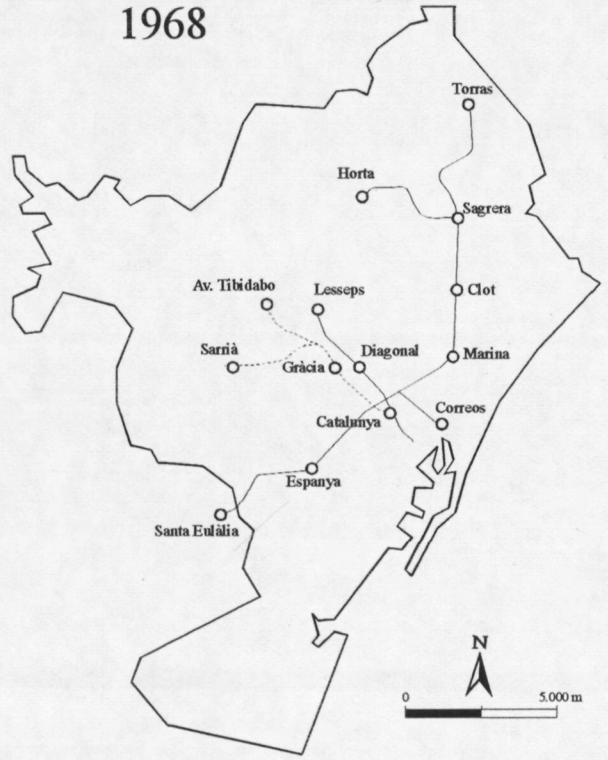 1968
Torras
Horta
Sagrera
Av. Tibidabo
Lesseps
Clot
Sarrià
Gràcia
Diagonal
Marina
Catalunya
Correos
Espanya
Santa Eulàlia
N
0
5.000 m